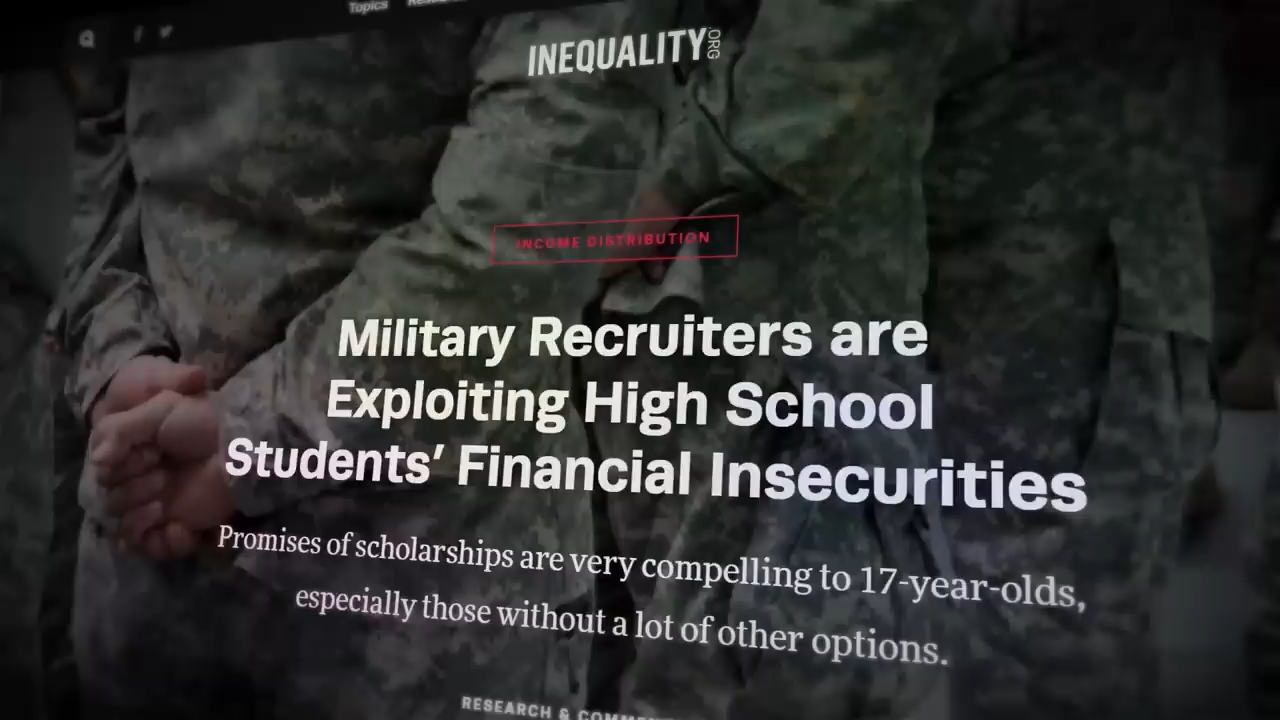 Topics
INEQUALITY.ORG
INCOME DISTRIBUTION
Military Recruiters are
Exploiting High School
Students’ Financial Insecurities
Promises of scholarships are very compelling to 17-year-olds,
especially those without a lot of other options.
RESEARCH &